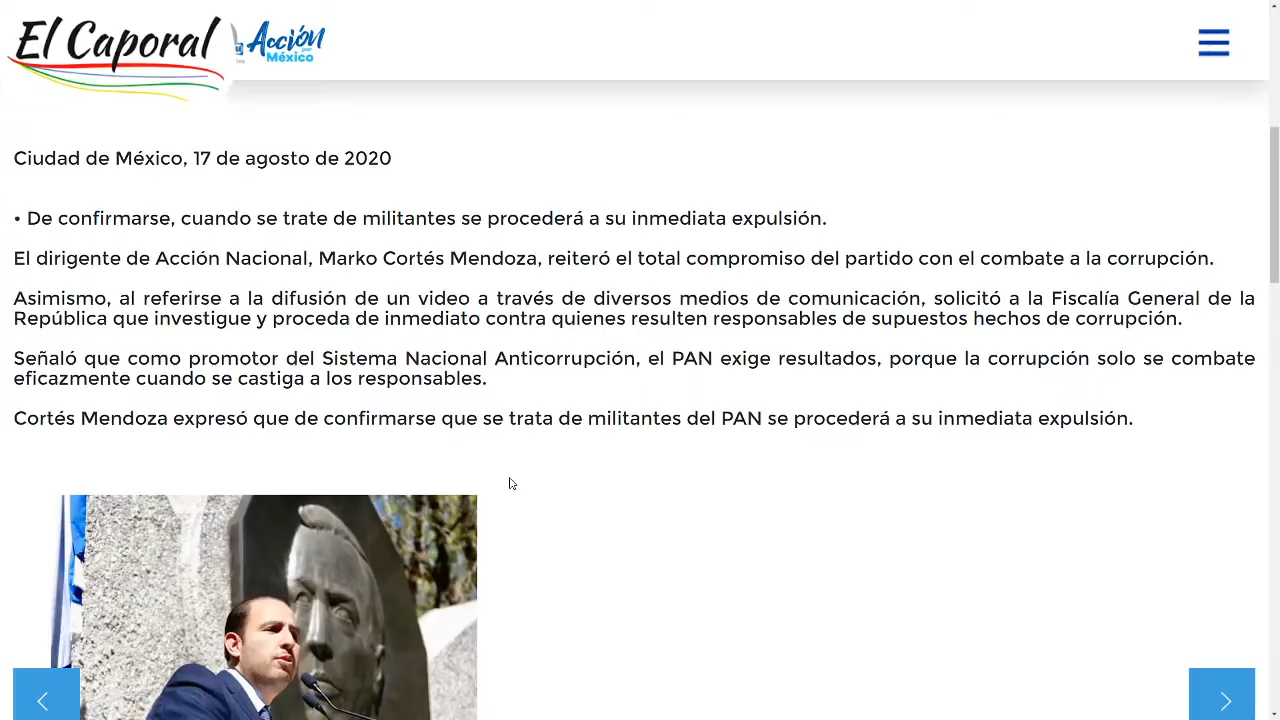 El Caporal
Acción
por
México
Ciudad de México, 17 de agosto de 2020
• De confirmarse, cuando se trate de militantes se procederá a su inmediata expulsión.
El dirigente de Acción Nacional, Marko Cortés Mendoza, reiteró el total compromiso del partido con el combate a la corrupción.
Asimismo, al referirse a la difusión de un video a través de diversos medios de comunicación, solicitó a la Fiscalía General de la
República que investigue y proceda de inmediato contra quienes resulten responsables de supuestos hechos de corrupción.
Señaló que como promotor del Sistema Nacional Anticorrupción, el PAN exige resultados, porque la corrupción solo se combate
eficazmente cuando se castiga a los responsables.
Cortés Mendoza expresó que de confirmarse que se trata de militantes del PAN se procederá a su inmediata expulsión.